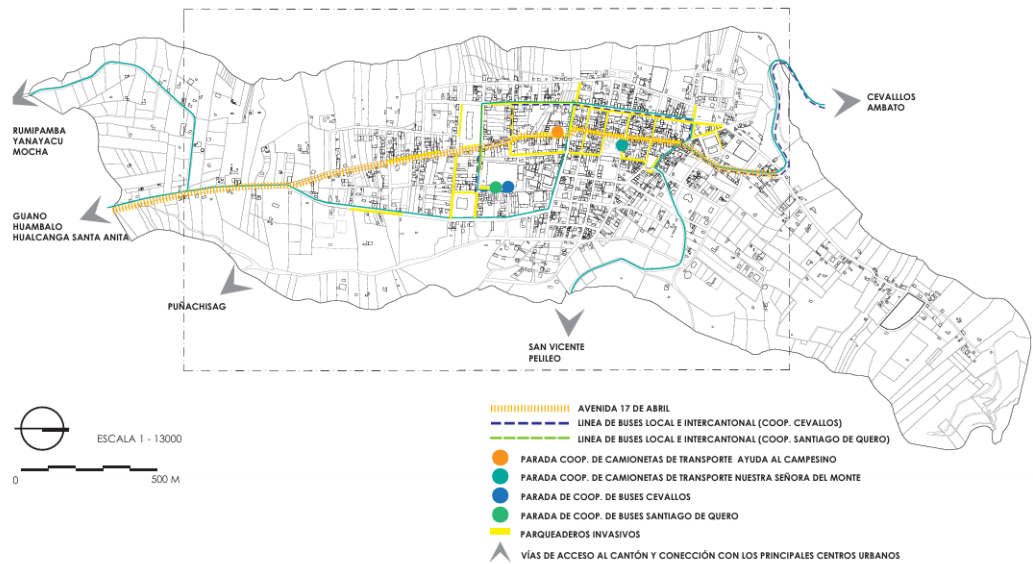 CEVALLLOS
AMBATO
RUMIPAMBA
YANAYACU
MOCHA
GUANO
HUAMBALO
HUALCANGA SANTA ANITA
PUÑACHISAG
SAN VICENTE
PELILEO
ESCALA 1 - 13000
0 500 M
AVENIDA 17 DE ABRIL
LINEA DE BUSES LOCAL E INTERCANTONAL (COOP. CEVALLOS)
LINEA DE BUSES LOCAL E INTERCANTONAL (COOP. SANTIAGO DE QUERO)
PARADA COOP. DE CAMIONETAS DE TRANSPORTE AYUDA AL CAMPESINO
PARADA COOP. DE CAMIONETAS DE TRANSPORTE NUESTRA SEÑORA DEL MONTE
PARADA DE COOP. DE BUSES CEVALLOS
PARADA DE COOP. DE BUSES SANTIAGO DE QUERO
PARQUEADEROS INVASIVOS
VÍAS DE ACCESO AL CANTÓN Y CONECCIÓN CON LOS PRINCIPALES CENTROS URBANOS